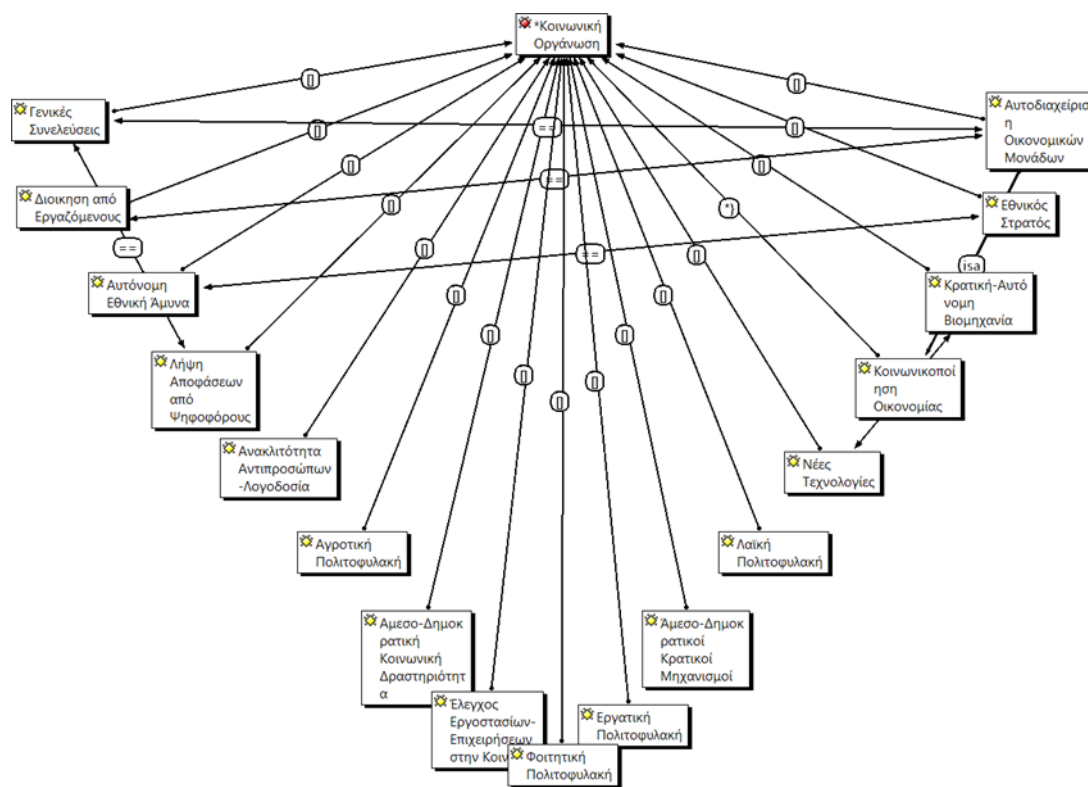 *Κοινωνική
Οργάνωση
[]
[]
Γενικές
Συνελεύσεις
==
[]
[]
Αυτοδιαχείρισ
η
Οικονομικών
Μονάδων
[]
[]
==
Διοικηση από
Εργαζόμενους
[]
*}
Εθνικός
Στρατός
==
[]
[]
==
isa
Αυτόνομη
Εθνική Άμυνα
[]
[]
Κρατική-Αυτό
νομη
Βιομηχανία
[]
[]
Λήψη
Αποφάσεων
από
Ψηφοφόρους
Κοινωνικοποί
ηση
Οικονομίας
[]
[]
[]
Ανακλιτότητα
Αντιπροσώπων
-Λογοδοσία
Νέες
Τεχνολογίες
Αγροτική
Πολιτοφυλακή
Λαϊκή
Πολιτοφυλακή
Αμεσο-Δημοκ
ρατική
Κοινωνική
Δραστηριότητ
α
Άμεσο-Δημοκ
ρατικοί
Κρατικοί
Μηχανισμοί
Έλεγχος
Εργοστασίων-
Επιχειρήσεων
στην Κοιν
Εργατική
Πολιτοφυλακή
Φοιτητική
Πολιτοφυλακή